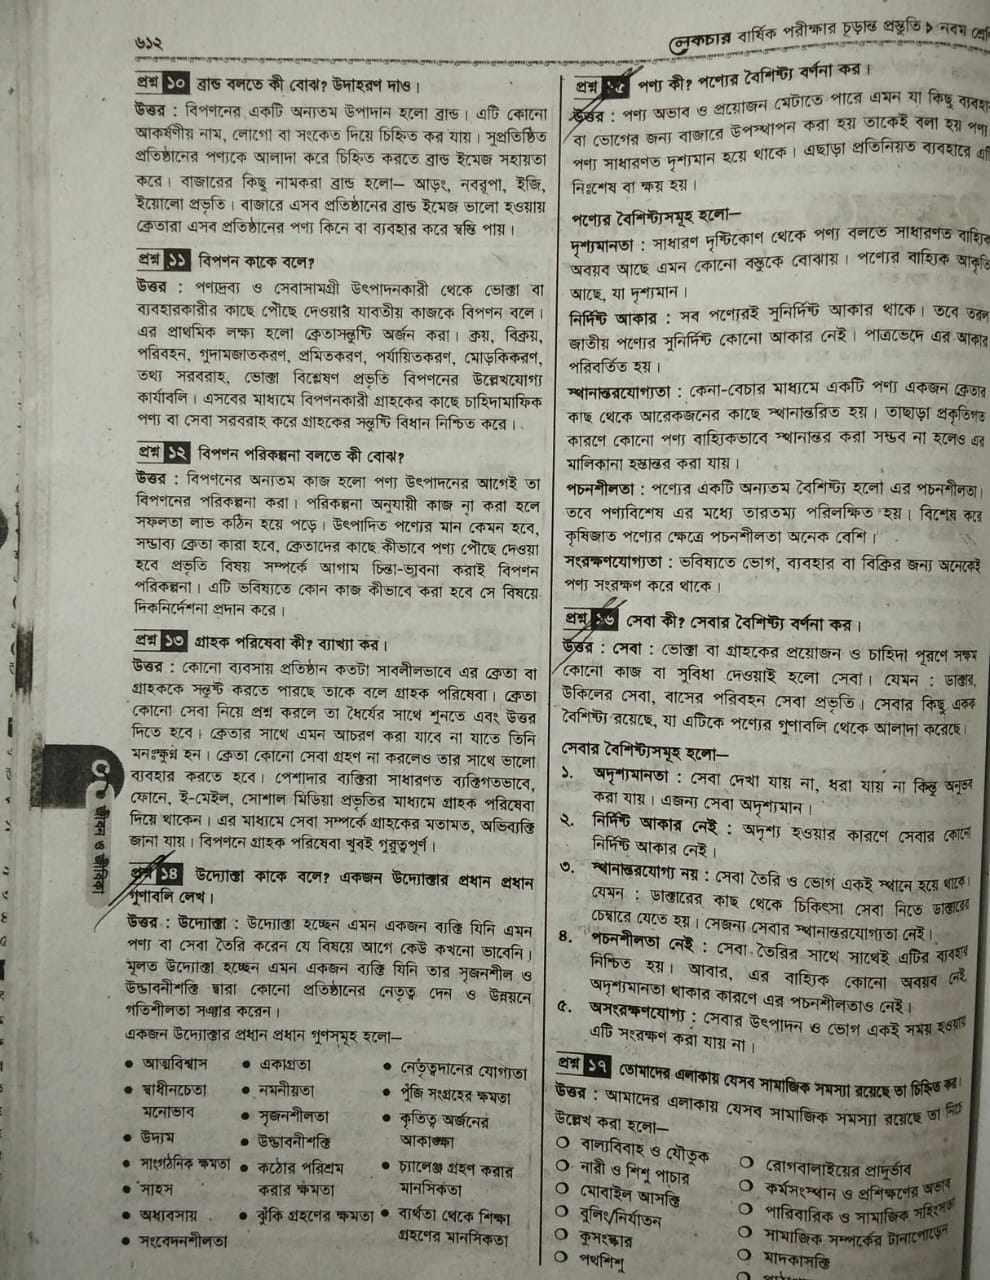 ৬১২
লেকচার বার্ষিক পরীক্ষার চূড়ান্ত প্রস্তুতি ▷ নবম
প্রশ্ন ১০ ব্রান্ড বলতে কী বোঝ? উদাহরণ দাও।
উত্তর : বিপণনের একটি অন্যতম উপাদান হলো ব্রান্ড। এটি কোনো
আকর্ষণীয় নাম, লোগো বা সংকেত দিয়ে চিহ্নিত কর যায়। সুপ্রতিষ্ঠিত
প্রতিষ্ঠানের পণ্যকে আলাদা করে চিহ্নিত করতে ব্রান্ড ইমেজ সহায়তা
করে। বাজারের কিছু নামকরা ব্রান্ড হলো— আড়ং, নবরূপা, ইজি,
ইয়োলো প্রভৃতি। বাজারে এসব প্রতিষ্ঠানের ব্রান্ড ইমেজ ভালো হওয়ায়
ক্রেতারা এসব প্রতিষ্ঠানের পণ্য কিনে বা ব্যবহার করে স্বস্তি পায়।
প্রশ্ন ১১ বিপণন কাকে বলে?
উত্তর : পণ্যদ্রব্য ও সেবাসামগ্রী উৎপাদনকারী থেকে ভোক্তা বা
ব্যবহারকারীর কাছে পৌছে দেওয়ার যাবতীয় কাজকে বিপণন বলে।
এর প্রাথমিক লক্ষ্য হলো ক্রেতাসন্তুষ্টি অর্জন করা। ক্রয়, বিক্রয়,
পরিবহন, গুদামজাতকরণ, প্রমিতকরণ, পর্যায়িতকরণ, মোড়কিকরণ,
তথ্য সরবরাহ, ভোক্তা বিশ্লেষণ প্রভৃতি বিপণনের উল্লেখযোগ্য
কার্যাবলি। এসবের মাধ্যমে বিপণনকারী গ্রাহকের কাছে চাহিদামাফিক
পণ্য বা সেবা সরবরাহ করে গ্রাহকের সন্তুষ্টি বিধান নিশ্চিত করে।
প্রশ্ন ১২ বিপণন পরিকল্পনা বলতে কী বোঝ?
উত্তর : বিপণনের অন্যতম কাজ হলো পণ্য উৎপাদনের আগেই তা
বিপণনের পরিকল্পনা করা। পরিকল্পনা অনুযায়ী কাজ না করা হলে
সফলতা লাভ কঠিন হয়ে পড়ে। উৎপাদিত পণ্যের মান কেমন হবে,
সম্ভাব্য ক্রেতা কারা হবে, ক্রেতাদের কাছে কীভাবে পণ্য পৌছে দেওয়া
হবে প্রভৃতি বিষয় সম্পর্কে আগাম চিন্তা-ভাবনা করাই বিপণন
পরিকল্পনা। এটি ভবিষ্যতে কোন কাজ কীভাবে করা হবে সে বিষয়ে
দিকনির্দেশনা প্রদান করে।
প্রশ্ন ১৩ গ্রাহক পরিষেবা কী? ব্যাখ্যা কর।
উত্তর : কোনো ব্যবসায় প্রতিষ্ঠান কতটা সাবলীলভাবে এর ক্রেতা বা
গ্রাহককে সন্তুষ্ট করতে পারছে তাকে বলে গ্রাহক পরিষেবা। ক্রেতা
কোনো সেবা নিয়ে প্রশ্ন করলে তা ধৈর্যের সাথে শুনতে এবং উত্তর
দিতে হবে। ক্রেতার সাথে এমন আচরণ করা যাবে না যাতে তিনি
মনঃক্ষুণ্ন হন। ক্রেতা কোনো সেবা গ্রহণ না করলেও তার সাথে ভালো
ব্যবহার করতে হবে। পেশাদার ব্যক্তিরা সাধারণত ব্যক্তিগতভাবে,
ফোনে, ই-মেইল, সোশাল মিডিয়া প্রভৃতির মাধ্যমে গ্রাহক পরিষেবা
দিয়ে থাকেন। এর মাধ্যমে সেবা সম্পর্কে গ্রাহকের মতামত, অভিব্যক্তি
জানা যায়। বিপণনে গ্রাহক পরিষেবা খুবই গুরুত্বপূর্ণ।
প্রশ্ন ১৪ উদ্যোক্তা কাকে বলে? একজন উদ্যোক্তার প্রধান প্রধান
গুণাবলি লেখ।
উত্তর : উদ্যোক্তা : উদ্যোক্তা হচ্ছেন এমন একজন ব্যক্তি যিনি এমন
পণ্য বা সেবা তৈরি করেন যে বিষয়ে আগে কেউ কখনো ভাবেনি।
মূলত উদ্যোক্তা হচ্ছেন এমন একজন ব্যক্তি যিনি তার সৃজনশীল ও
উদ্ভাবনীশক্তি দ্বারা কোনো প্রতিষ্ঠানের নেতৃত্ব দেন ও উন্নয়নে
গতিশীলতা সঞ্চার করেন।
একজন উদ্যোক্তার প্রধান প্রধান গুণসমূহ হলো—
• আত্মবিশ্বাস
• স্বাধীনচেতা
মনোভাব
• উদ্যম
• সাংগঠনিক ক্ষমতা
• সাহস
• অধ্যবসায়
• সংবেদনশীলতা
• একাগ্রতা
• নমনীয়তা
• সৃজনশীলতা
• উদ্ভাবনীশক্তি
• কঠোর পরিশ্রম
করার ক্ষমতা
• ঝুঁকি গ্রহণের ক্ষমতা
• নেতৃত্বদানের যোগ্যতা
• পুঁজি সংগ্রহের ক্ষমতা
• কৃতিত্ব অর্জনের
আকাঙ্ক্ষা
• চ্যালেঞ্জ গ্রহণ করার
মানসিকতা
• ব্যর্থতা থেকে শিক্ষা
গ্রহণের মানসিকতা
জীবন ও জীবিকা
প্রশ্ন ১৫ পণ্য কী? পণ্যের বৈশিষ্ট্য বর্ণনা কর।
উত্তর : পণ্য অভাব ও প্রয়োজন মেটাতে পারে এমন যা কিছু ব্যবহার
বা ভোগের জন্য বাজারে উপস্থাপন করা হয় তাকেই বলা হয় পণ্য
পণ্য সাধারণত দৃশ্যমান হয়ে থাকে। এছাড়া প্রতিনিয়ত ব্যবহারে এটি
নিঃশেষ বা ক্ষয় হয়।
পণ্যের বৈশিষ্ট্যসমূহ হলো—
দৃশ্যমানতা : সাধারণ দৃষ্টিকোণ থেকে পণ্য বলতে সাধারণত বাহ্যিক
অবয়ব আছে এমন কোনো বস্তুকে বোঝায়। পণ্যের বাহ্যিক আকৃতি
আছে, যা দৃশ্যমান।
নির্দিষ্ট আকার : সব পণ্যেরই সুনির্দিষ্ট আকার থাকে। তবে তরল
জাতীয় পণ্যের সুনির্দিষ্ট কোনো আকার নেই। পাত্রভেদে এর আকার
পরিবর্তিত হয়।
স্থানান্তরযোগ্যতা : কেনা-বেচার মাধ্যমে একটি পণ্য একজন ক্রেতার
কাছ থেকে আরেকজনের কাছে স্থানান্তরিত হয়। তাছাড়া প্রকৃতিগত
কারণে কোনো পণ্য বাহ্যিকভাবে স্থানান্তর করা সম্ভব না হলেও এর
মালিকানা হস্তান্তর করা যায়।
পচনশীলতা : পণ্যের একটি অন্যতম বৈশিষ্ট্য হলো এর পচনশীলতা।
তবে পণ্যবিশেষ এর মধ্যে তারতম্য পরিলক্ষিত হয়। বিশেষ করে
কৃষিজাত পণ্যের ক্ষেত্রে পচনশীলতা অনেক বেশি।
সংরক্ষণযোগ্যতা : ভবিষ্যতে ভোগ, ব্যবহার বা বিক্রির জন্য অনেকেই
পণ্য সংরক্ষণ করে থাকে।
প্রশ্ন ১৬ সেবা কী? সেবার বৈশিষ্ট্য বর্ণনা কর।
উত্তর : সেবা : ভোক্তা বা গ্রাহকের প্রয়োজন ও চাহিদা পূরণে সক্ষম
কোনো কাজ বা সুবিধা দেওয়াই হলো সেবা। যেমন : ডাক্তার,
উকিলের সেবা, বাসের পরিবহন সেবা প্রভৃতি। সেবার কিছু একক
বৈশিষ্ট্য রয়েছে, যা এটিকে পণ্যের গুণাবলি থেকে আলাদা করেছে।
সেবার বৈশিষ্ট্যসমূহ হলো—
১. অদৃশ্যমানতা : সেবা দেখা যায় না, ধরা যায় না কিন্তু অনুভব
করা যায়। এজন্য সেবা অদৃশ্যমান।
২. নির্দিষ্ট আকার নেই : অদৃশ্য হওয়ার কারণে সেবার কোনো
নির্দিষ্ট আকার নেই।
৩. স্থানান্তরযোগ্য নয় : সেবা তৈরি ও ভোগ একই স্থানে হয়ে থাকে।
যেমন : ডাক্তারের কাছ থেকে চিকিৎসা সেবা নিতে ডাক্তারের
চেম্বারে যেতে হয়। সেজন্য সেবার স্থানান্তরযোগ্যতা নেই।
৪. পচনশীলতা নেই : সেবা তৈরির সাথে সাথেই এটির ব্যবহার
নিশ্চিত হয়। আবার, এর বাহ্যিক কোনো অবয়ব নেই,
অদৃশ্যমানতা থাকার কারণে এর পচনশীলতাও নেই।
৫. অসংরক্ষণযোগ্য : সেবার উৎপাদন ও ভোগ একই সময় হওয়ায়
এটি সংরক্ষণ করা যায় না।
প্রশ্ন ১৭ তোমাদের এলাকায় যেসব সামাজিক সমস্যা রয়েছে তা চিহ্নিত কর।
উত্তর : আমাদের এলাকায় যেসব সামাজিক সমস্যা রয়েছে তা নিচে
উল্লেখ করা হলো—
○ বাল্যবিবাহ ও যৌতুক
○ নারী ও শিশু পাচার
○ মোবাইল আসক্তি
○ বুলিং/নির্যাতন
○ কুসংস্কার
○ পথশিশু
○ রোগবালাইয়ের প্রাদুর্ভাব
○ কর্মসংস্থান ও প্রশিক্ষণের অভাব
○ পারিবারিক ও সামাজিক সহিংসতা
○ সামাজিক সম্পর্কের টানাপোড়েন
○ মাদকাসক্তি